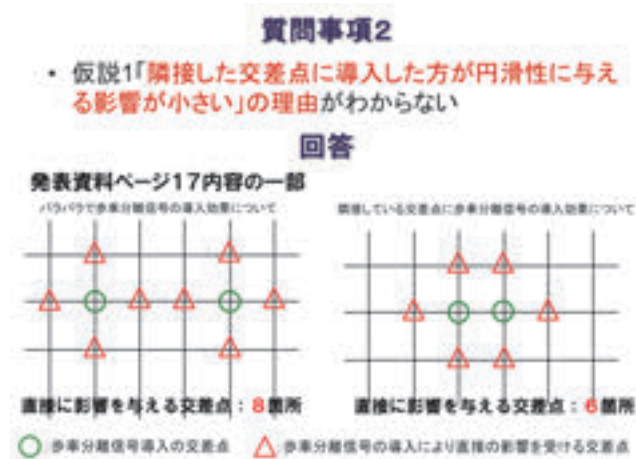 質問事項2
・ 仮説1「隣接した交差点に導入した方が円滑性に与え
る影響が小さい」の理由がわからない
回答
発表資料ページ17内容の一部
バラバラで歩車分離信号の導入効果について
隣接している交差点に歩車分離信号の導入効果について
直接に影響を与える交差点：8箇所
直接に影響を与える交差点：6箇所
歩車分離信号導入の交差点
歩車分離信号の導入により直接の影響を受ける交差点